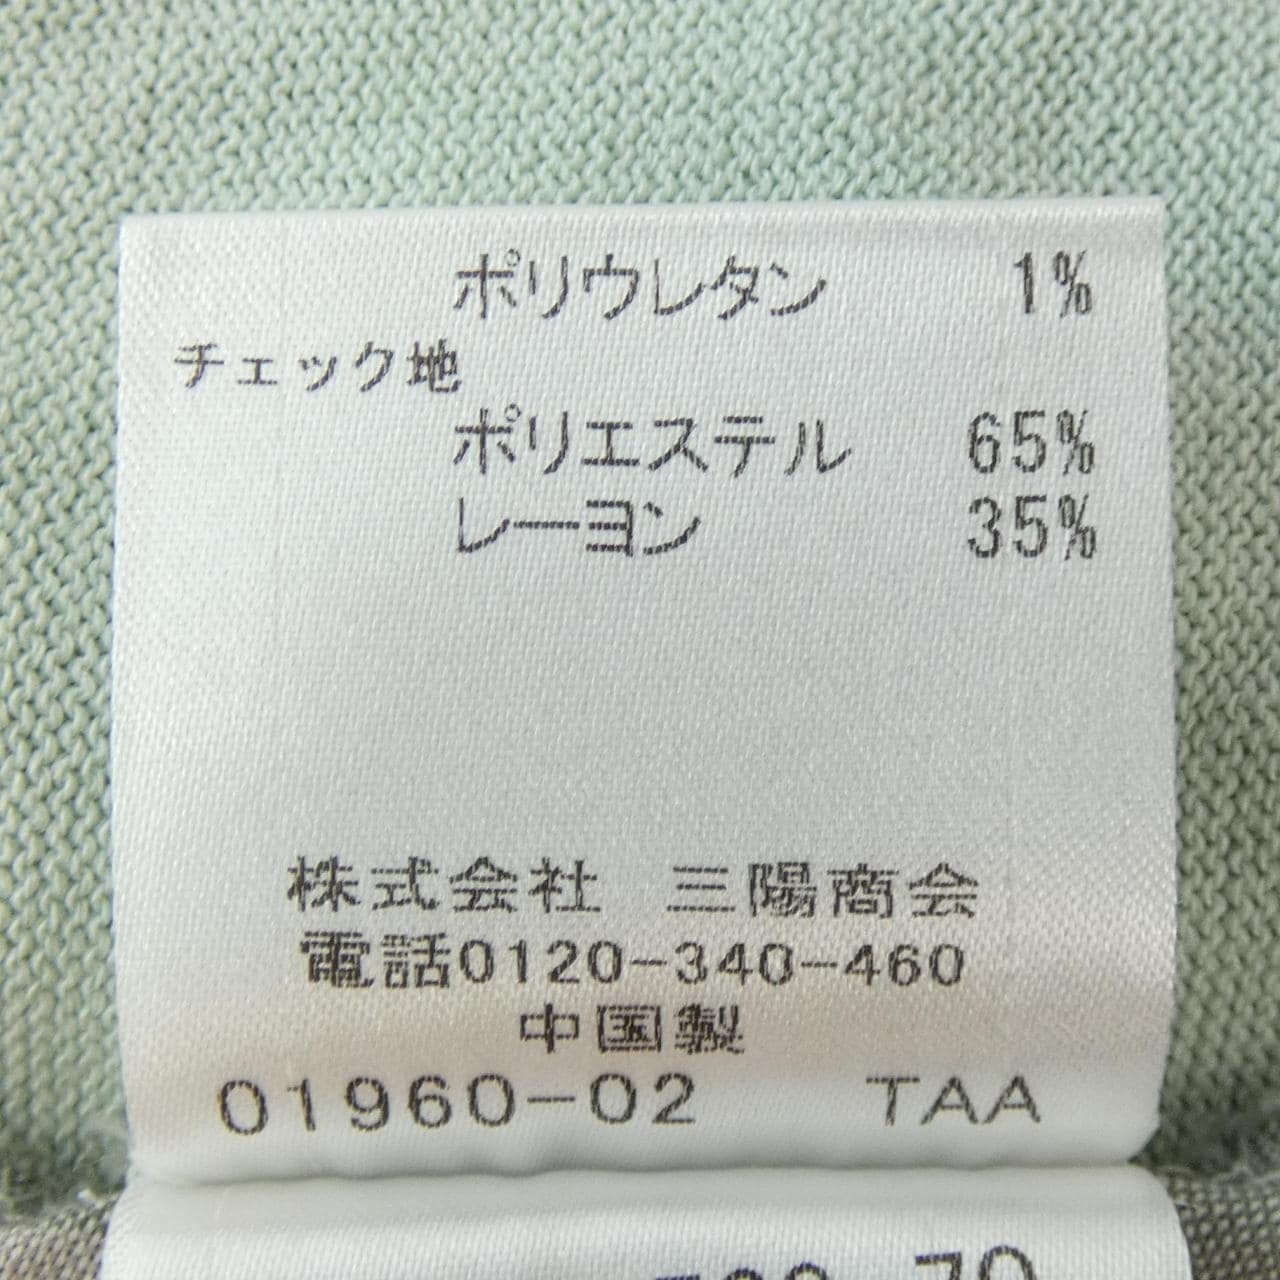 ポリウレタン 1%
チェック地
ポリエステル 65%
レーヨン 35%
株式会社 三陽商会
電話0120-340-460
中国製
01960-02 TAA